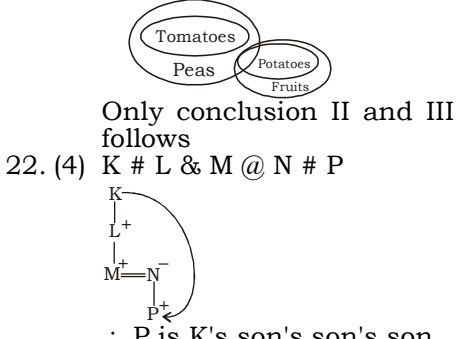 Tomatoes
Peas
Potatoes
Fruits
Only conclusion II and III
follows
22. (4) K # L & M @ N # P
K
L+
M+ = N−
P+
∴ P is K's son's son's son